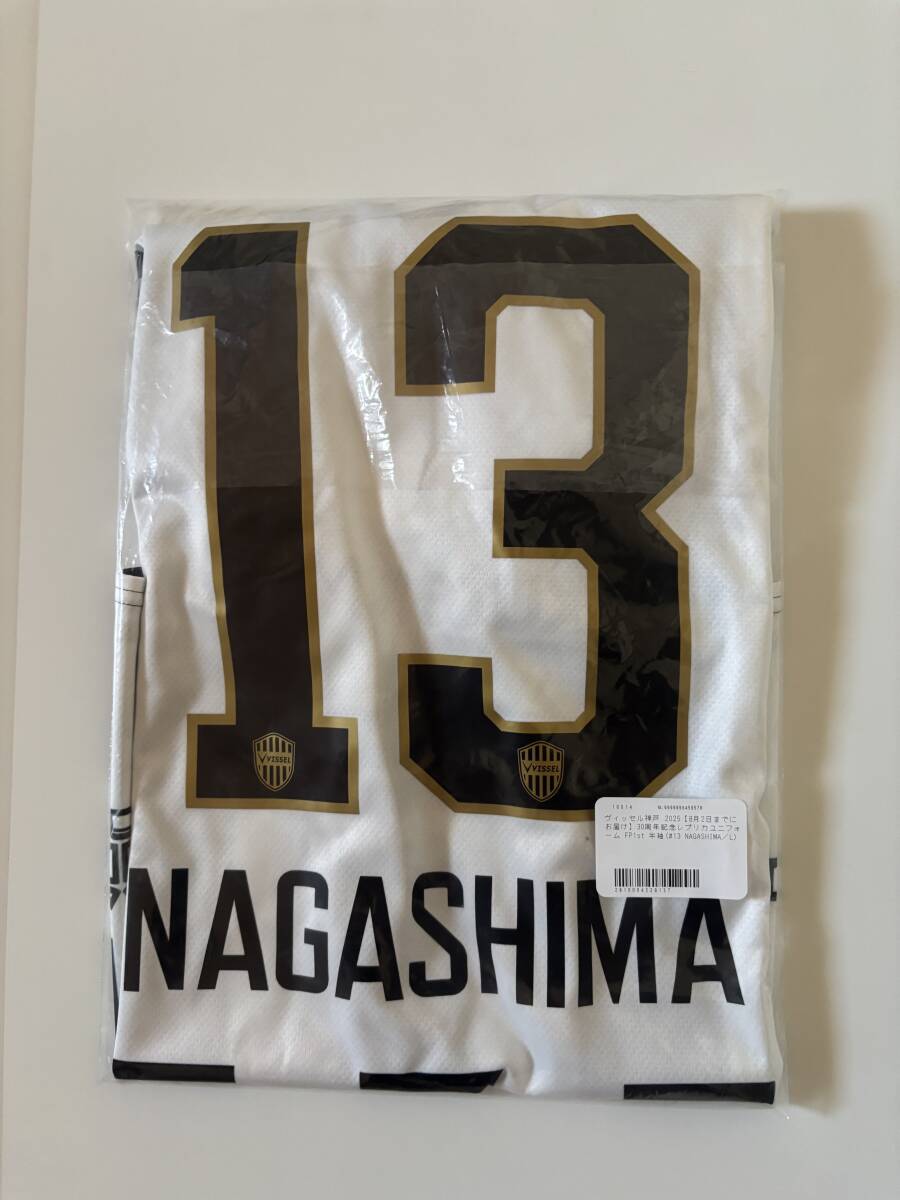 13
VISSEL
VISSEL
10014 NL9999998459578
ヴィッセル神戸 2025【8月2日までに
お届け】30周年記念レプリカユニフォ
ーム FP1st 半袖(#13 NAGASHIMA/L)
NAGASHIMA